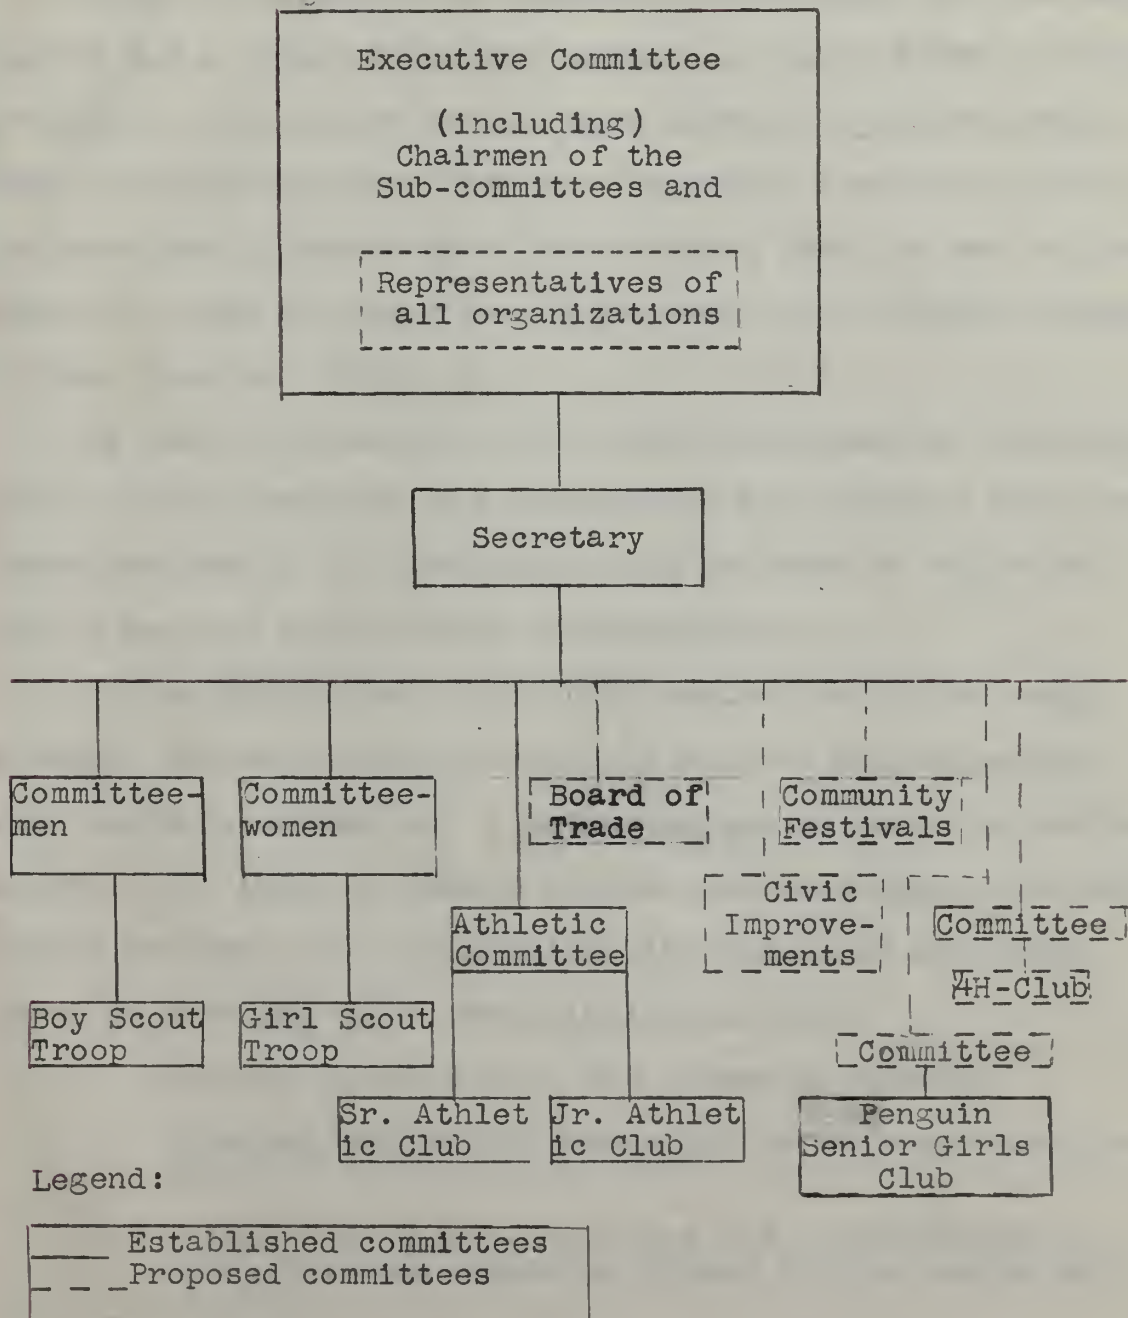 Executive Committee
(including)
Chairmen of the
Sub-committees and
Representatives of
all organizations
Secretary
Committee-
men
Committee-
women
Board of
Trade
Community
Festivals
Athletic
Committee
Civic
Improve-
ments
Committee
4H-Club
Boy Scout
Troop
Girl Scout
Troop
Committee
Sr. Athlet
ic Club
Jr. Athlet
ic Club
Penguin
Senior Girls
Club
Legend:
Established committees
Proposed committees